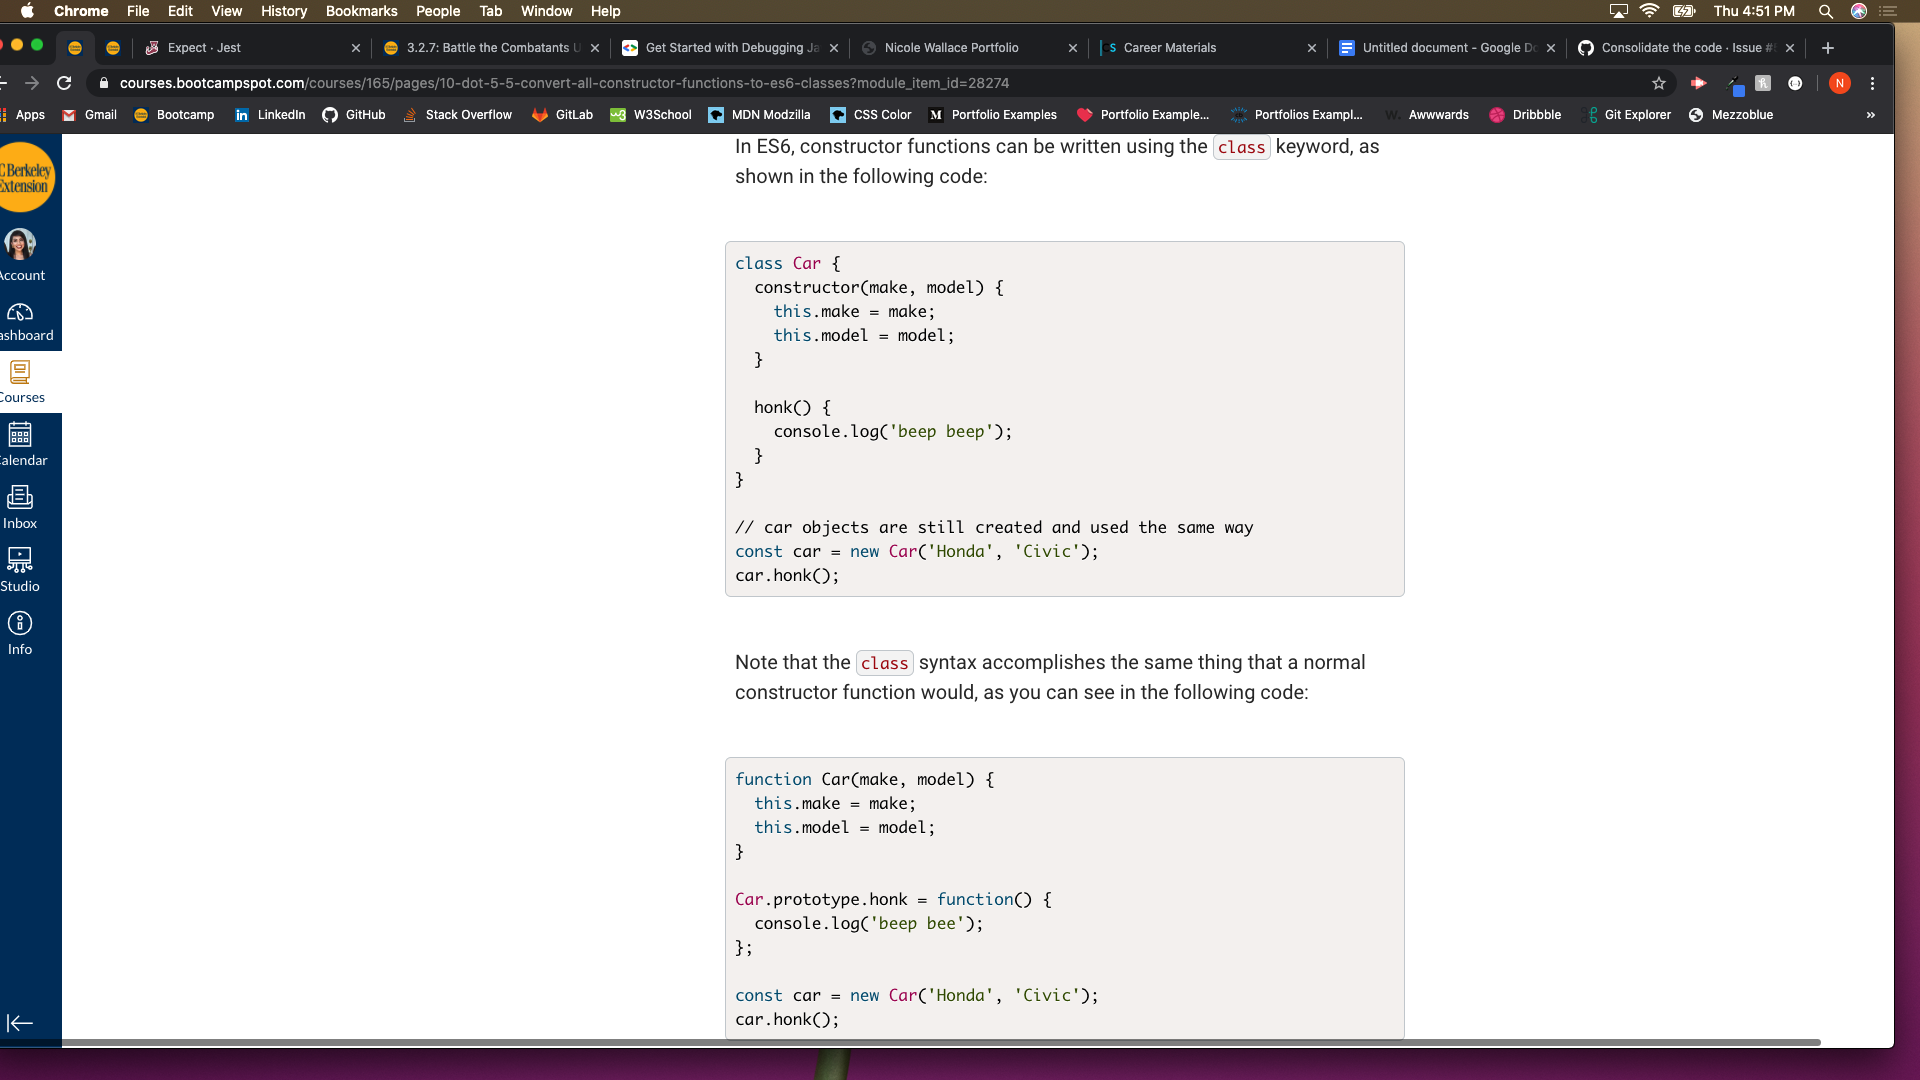 Chrome File Edit View History Bookmarks People Tab Window Help Thu 4:51 PM
Expect · Jest 3.2.7: Battle the Combatants U Get Started with Debugging Ja Nicole Wallace Portfolio Career Materials Untitled document - Google Do Consolidate the code · Issue #
courses.bootcampspot.com/courses/165/pages/10-dot-5-5-convert-all-constructor-functions-to-es6-classes?module_item_id=28274 N
Apps Gmail Bootcamp LinkedIn GitHub Stack Overflow GitLab W3School MDN Modzilla CSS Color Portfolio Examples Portfolio Example... Portfolios Exampl... Awwwards Dribbble Git Explorer Mezzoblue »
C Berkeley
Extension
Account
ashboard
Courses
Calendar
Inbox
Studio
Info
In ES6, constructor functions can be written using the class keyword, as
shown in the following code:
class Car {
constructor(make, model) {
this.make = make;
this.model = model;
}
honk() {
console.log('beep beep');
}
}
// car objects are still created and used the same way
const car = new Car('Honda', 'Civic');
car.honk();
Note that the class syntax accomplishes the same thing that a normal
constructor function would, as you can see in the following code:
function Car(make, model) {
this.make = make;
this.model = model;
}
Car.prototype.honk = function() {
console.log('beep bee');
};
const car = new Car('Honda', 'Civic');
car.honk();